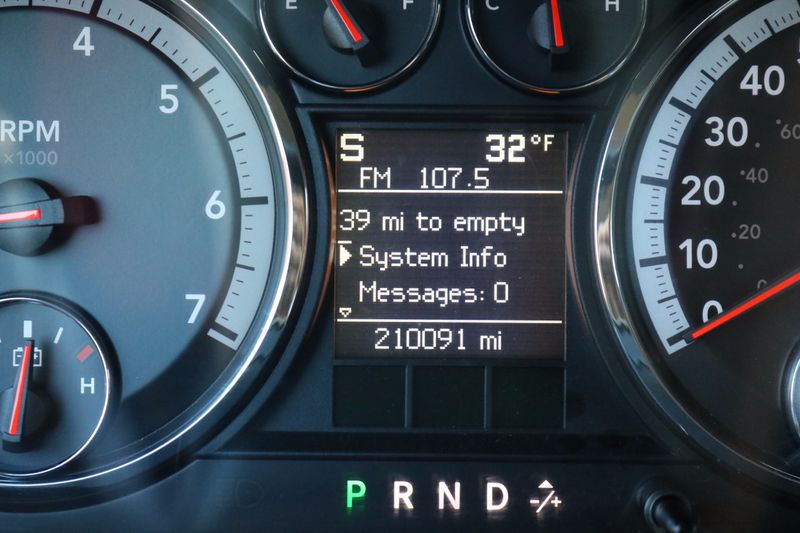 E F
C H
4
5
6
7
RPM
×1000
S 32°F
FM 107.5
39 mi to empty
System Info
Messages: 0
210091 mi
40
30
20
10
0
60
40
20
H
P R N D -/+